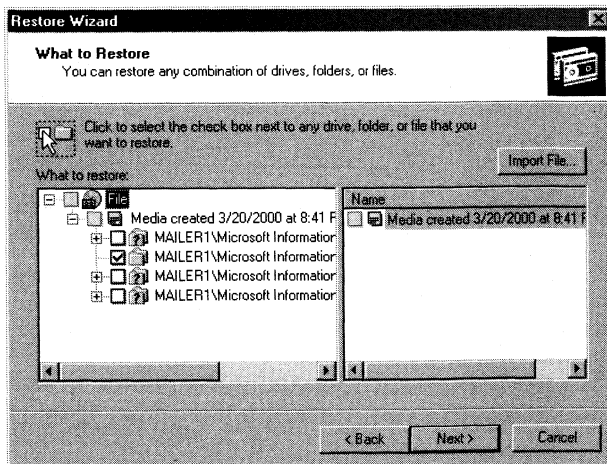 Restore Wizard
What to Restore
You can restore any combination of drives, folders, or files.
Click to select the check box next to any drive, folder, or file that you
want to restore.
Import File...
What to restore:
File
Media created 3/20/2000 at 8:41 F
MAILER1\Microsoft Information
MAILER1\Microsoft Information
MAILER1\Microsoft Information
MAILER1\Microsoft Information
Name
Media created 3/20/2000 at 8:41 F
< Back
Next >
Cancel